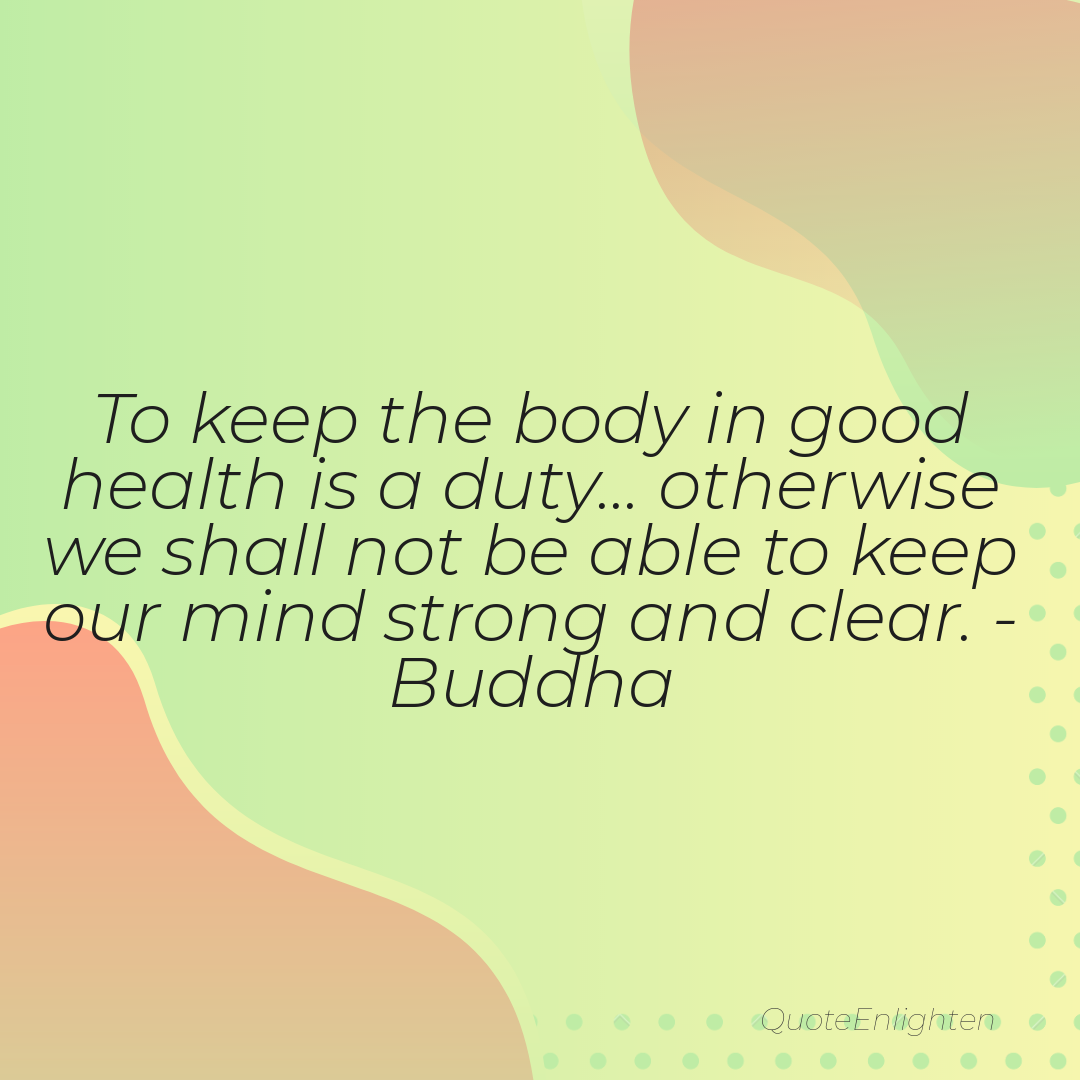 To keep the body in good
health is a duty... otherwise
we shall not be able to keep
our mind strong and clear. -
Buddha
QuoteEnlighten